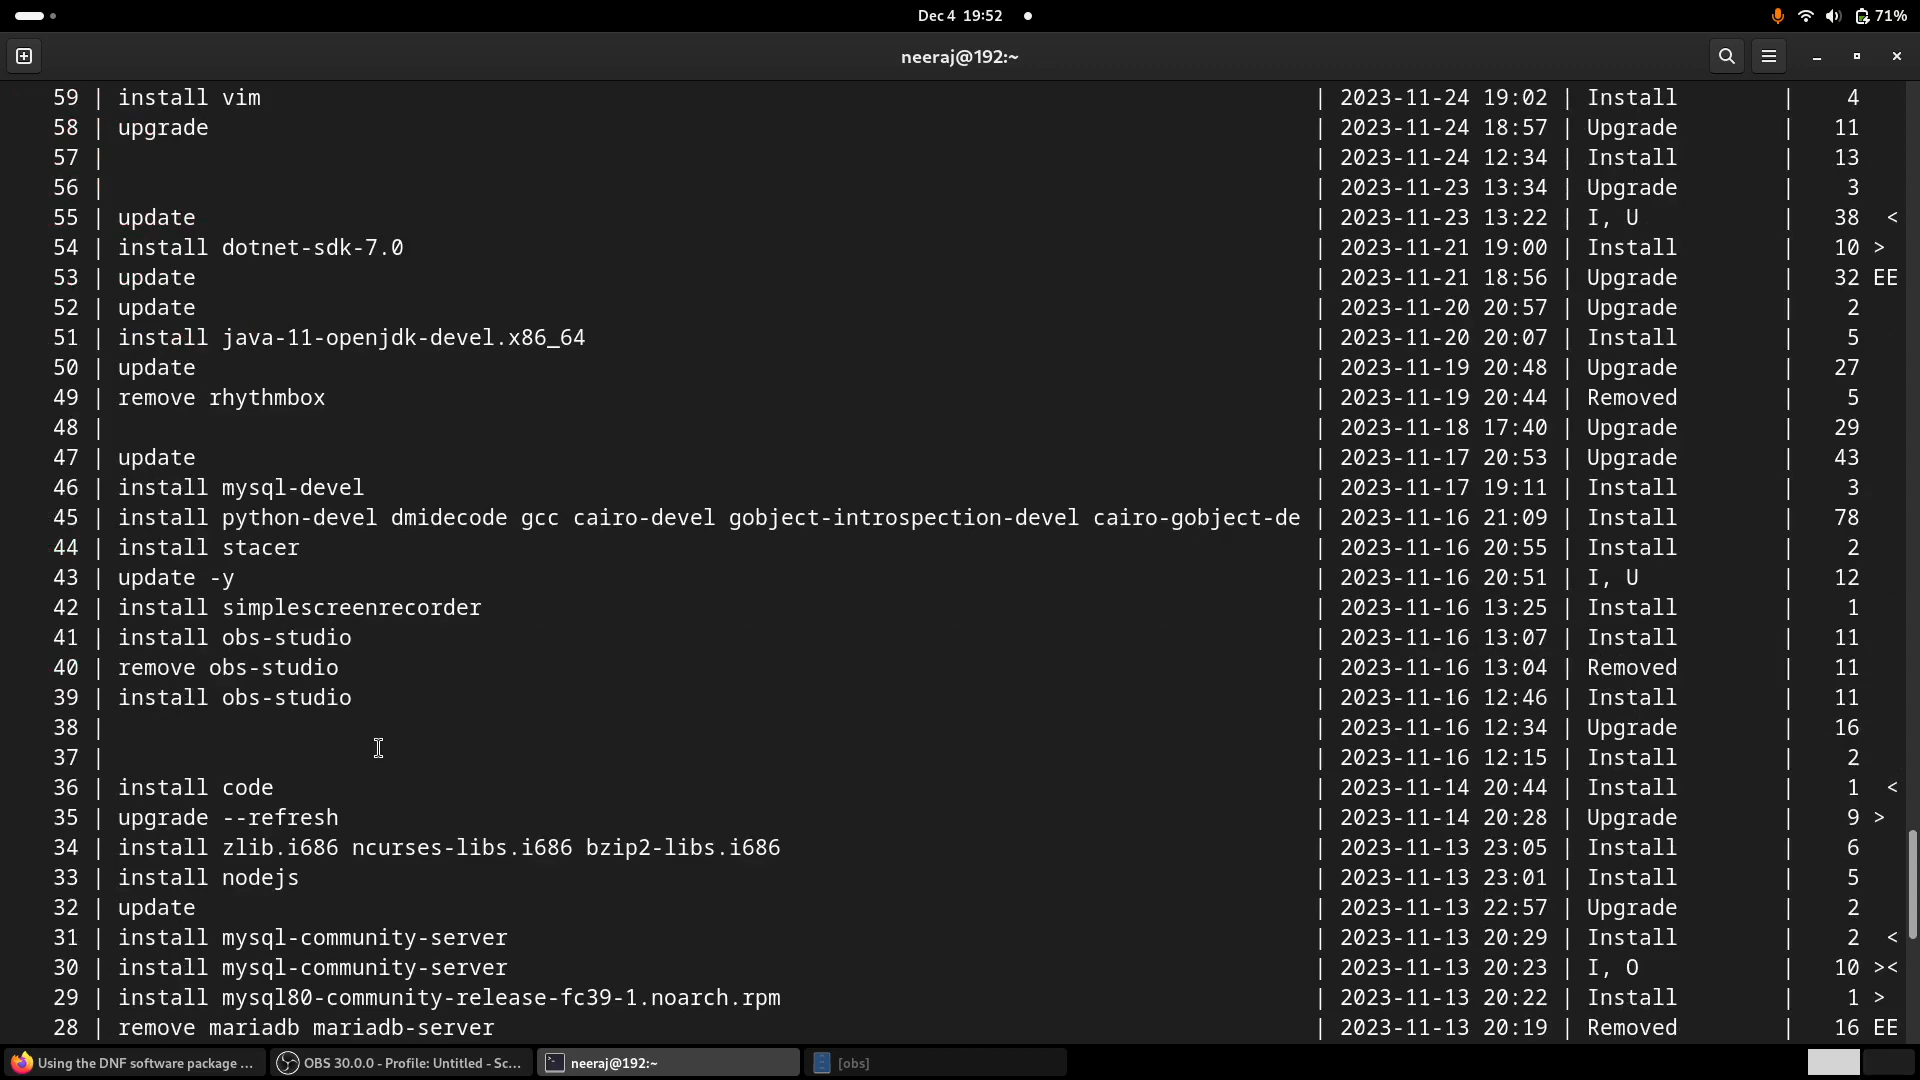 Dec 4 19:52
71%
neeraj@192:~
59 | install vim | 2023-11-24 19:02 | Install | 4
58 | upgrade | 2023-11-24 18:57 | Upgrade | 11
57 | | 2023-11-24 12:34 | Install | 13
56 | | 2023-11-23 13:34 | Upgrade | 3
55 | update | 2023-11-23 13:22 | I, U | 38 <
54 | install dotnet-sdk-7.0 | 2023-11-21 19:00 | Install | 10 >
53 | update | 2023-11-21 18:56 | Upgrade | 32 EE
52 | update | 2023-11-20 20:57 | Upgrade | 2
51 | install java-11-openjdk-devel.x86_64 | 2023-11-20 20:07 | Install | 5
50 | update | 2023-11-19 20:48 | Upgrade | 27
49 | remove rhythmbox | 2023-11-19 20:44 | Removed | 5
48 | | 2023-11-18 17:40 | Upgrade | 29
47 | update | 2023-11-17 20:53 | Upgrade | 43
46 | install mysql-devel | 2023-11-17 19:11 | Install | 3
45 | install python-devel dmidecode gcc cairo-devel gobject-introspection-devel cairo-gobject-de | 2023-11-16 21:09 | Install | 78
44 | install stacer | 2023-11-16 20:55 | Install | 2
43 | update -y | 2023-11-16 20:51 | I, U | 12
42 | install simplescreenrecorder | 2023-11-16 13:25 | Install | 1
41 | install obs-studio | 2023-11-16 13:07 | Install | 11
40 | remove obs-studio | 2023-11-16 13:04 | Removed | 11
39 | install obs-studio | 2023-11-16 12:46 | Install | 11
38 | | 2023-11-16 12:34 | Upgrade | 16
37 | | 2023-11-16 12:15 | Install | 2
36 | install code | 2023-11-14 20:44 | Install | 1 <
35 | upgrade --refresh | 2023-11-14 20:28 | Upgrade | 9 >
34 | install zlib.i686 ncurses-libs.i686 bzip2-libs.i686 | 2023-11-13 23:05 | Install | 6
33 | install nodejs | 2023-11-13 23:01 | Install | 5
32 | update | 2023-11-13 22:57 | Upgrade | 2
31 | install mysql-community-server | 2023-11-13 20:29 | Install | 2 <
30 | install mysql-community-server | 2023-11-13 20:23 | I, O | 10 ><
29 | install mysql80-community-release-fc39-1.noarch.rpm | 2023-11-13 20:22 | Install | 1 >
28 | remove mariadb mariadb-server | 2023-11-13 20:19 | Removed | 16 EE
Using the DNF software package ... OBS 30.0.0 - Profile: Untitled - Sc... neeraj@192:~ [obs]